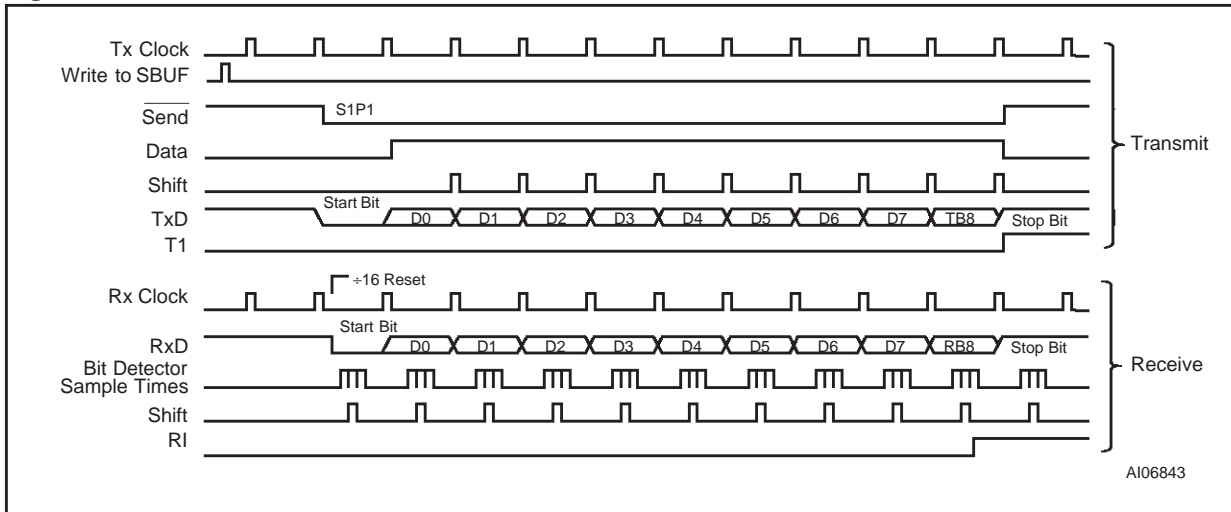 Tx Clock
Write to SBUF
Send
S1P1
Data
Shift
Start Bit
TxD
D0 D1 D2 D3 D4 D5 D6 D7 TB8
Stop Bit
T1
Transmit
÷16 Reset
Rx Clock
Start Bit
RxD
D0 D1 D2 D3 D4 D5 D6 D7 RB8
Stop Bit
Bit Detector
Sample Times
Shift
RI
Receive
AI06843